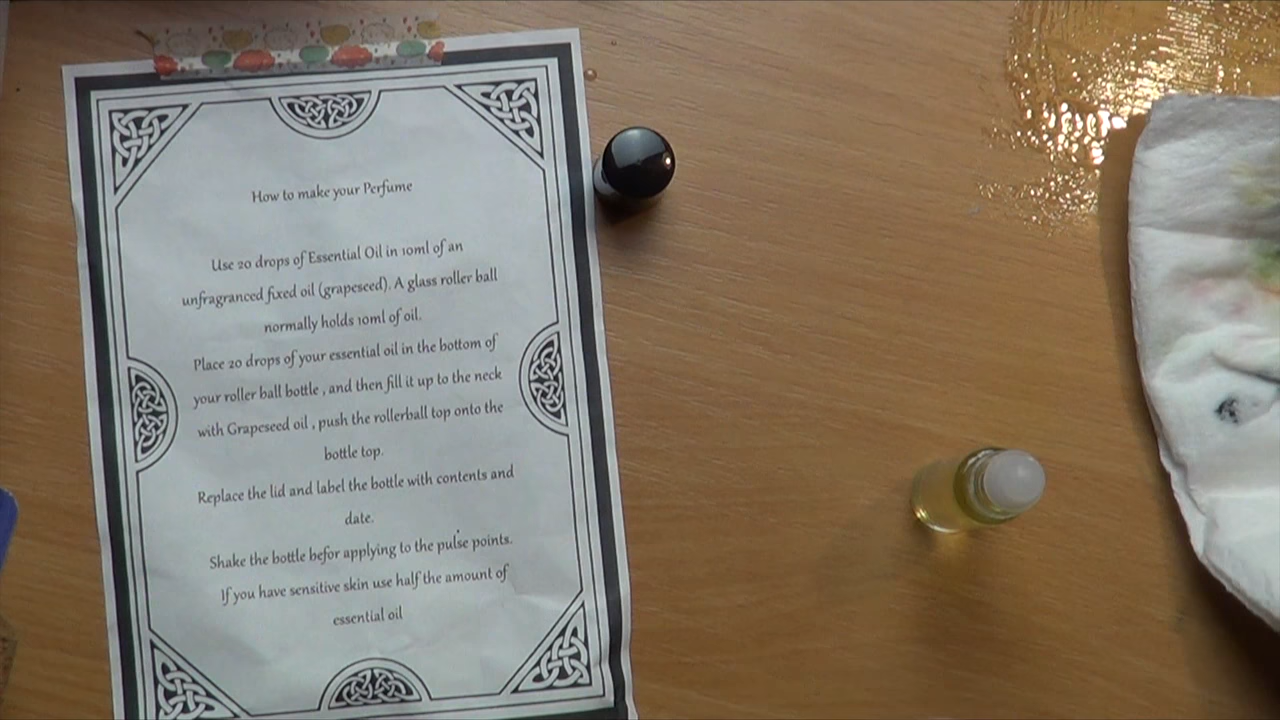 How to make your Perfume
Use 20 drops of Essential Oil in 10ml of an
unfragranced fixed oil (grapeseed). A glass roller ball
normally holds 10ml of oil.
Place 20 drops of your essential oil in the bottom of
your roller ball bottle , and then fill it up to the neck
with Grapeseed oil , push the rollerball top onto the
bottle top.
Replace the lid and label the bottle with contents and
date.
Shake the bottle befor applying to the pulse points.
If you have sensitive skin use half the amount of
essential oil